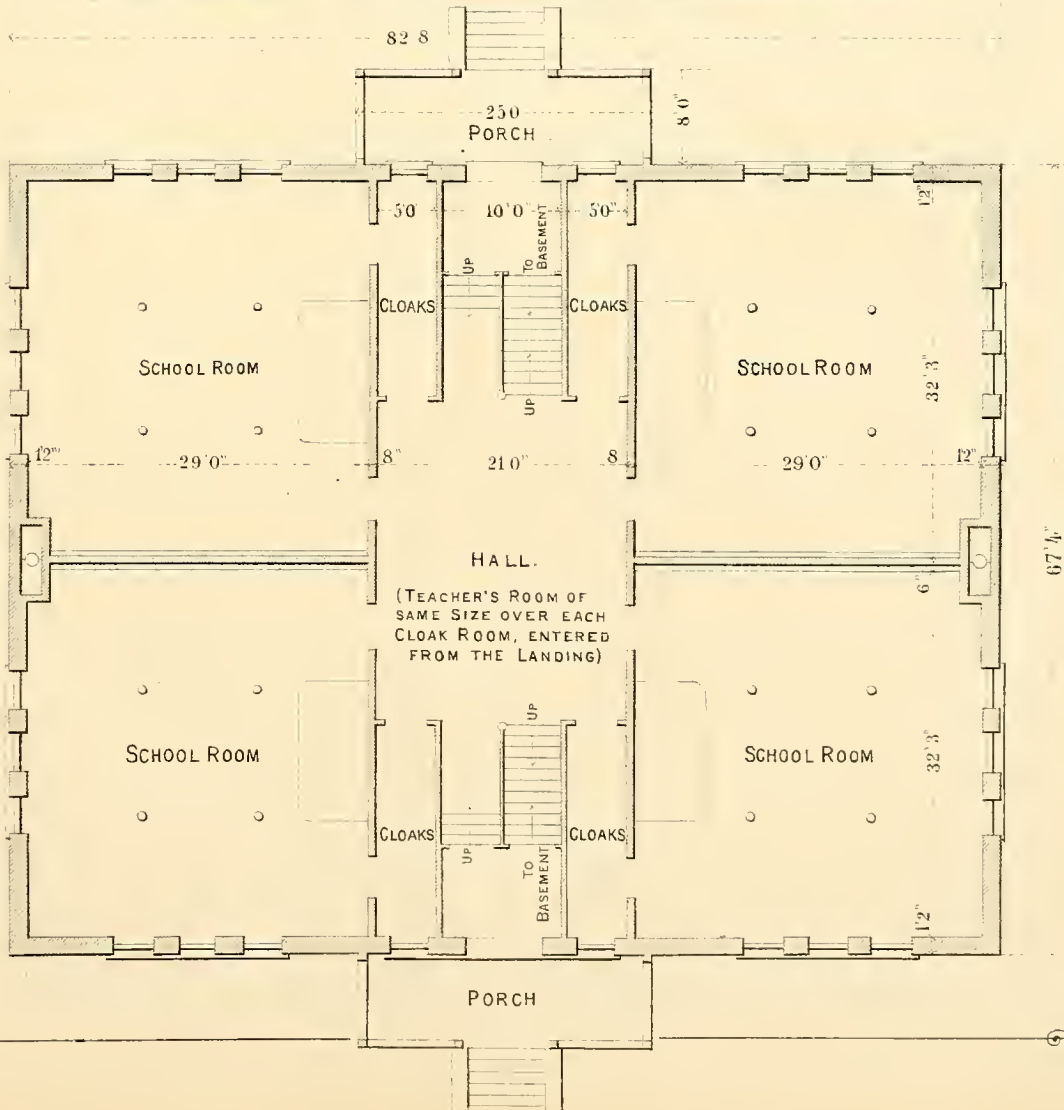 82 8
250
PORCH
8'0"
5'0
10'0"
5'0"
1'2"
UP
TO
BASEMENT
CLOAKS
CLOAKS
SCHOOL ROOM
SCHOOL ROOM
32'3"
UP
1'2"
29'0"
8"
21'0"
8
29'0"
1'2"
HALL.
6"
67'4"
(TEACHER'S ROOM OF
SAME SIZE OVER EACH
CLOAK ROOM, ENTERED
FROM THE LANDING)
UP
SCHOOL ROOM
SCHOOL ROOM
32'3"
CLOAKS
CLOAKS
UP
TO
BASEMENT
1'2"
PORCH